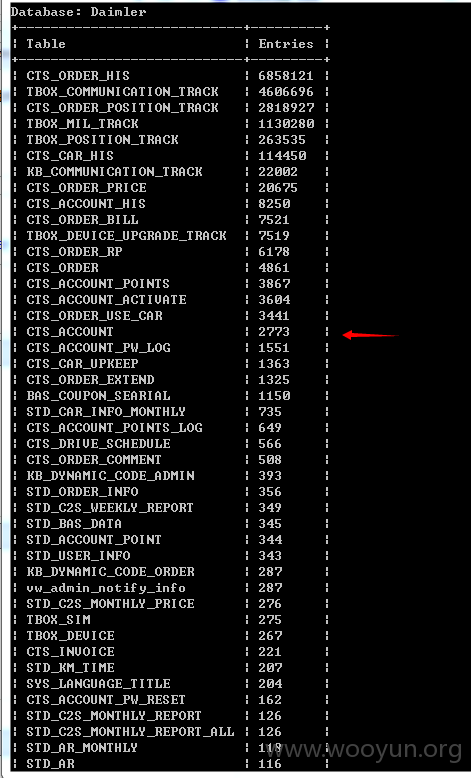 Database: Daimler
Table Entries
CTS_ORDER_HIS 6858121
TBOX_COMMUNICATION_TRACK 4606696
CTS_ORDER_POSITION_TRACK 2818927
TBOX_MIL_TRACK 1130280
TBOX_POSITION_TRACK 263535
CTS_CAR_HIS 114450
KB_COMMUNICATION_TRACK 22002
CTS_ORDER_PRICE 20675
CTS_ACCOUNT_HIS 8250
CTS_ORDER_BILL 7521
TBOX_DEVICE_UPGRADE_TRACK 7519
CTS_ORDER_RP 6178
CTS_ORDER 4861
CTS_ACCOUNT_POINTS 3867
CTS_ACCOUNT_ACTIVATE 3604
CTS_ORDER_USE_CAR 3441
CTS_ACCOUNT 2773
CTS_ACCOUNT_PW_LOG 1551
CTS_CAR_UPKEEP 1363
CTS_ORDER_EXTEND 1325
BAS_COUPON_SEARIAL 1150
STD_CAR_INFO_MONTHLY 735
CTS_ACCOUNT_POINTS_LOG 649
CTS_DRIVE_SCHEDULE 566
CTS_ORDER_COMMENT 508
KB_DYNAMIC_CODE_ADMIN 393
STD_ORDER_INFO 356
STD_C2S_WEEKLY_REPORT 349
STD_BAS_DATA 345
STD_ACCOUNT_POINT 344
STD_USER_INFO 343
KB_DYNAMIC_CODE_ORDER 287
vw_admin_notify_info 287
STD_C2S_MONTHLY_PRICE 276
TBOX_SIM 275
TBOX_DEVICE 267
CTS_INVOICE 221
STD_KM_TIME 207
SYS_LANGUAGE_TITLE 204
CTS_ACCOUNT_PW_RESET 162
STD_C2S_MONTHLY_REPORT 126
STD_C2S_MONTHLY_REPORT_ALL 126
STD_AR_MONTHLY 118
STD_AR 116
www.wooyun.org